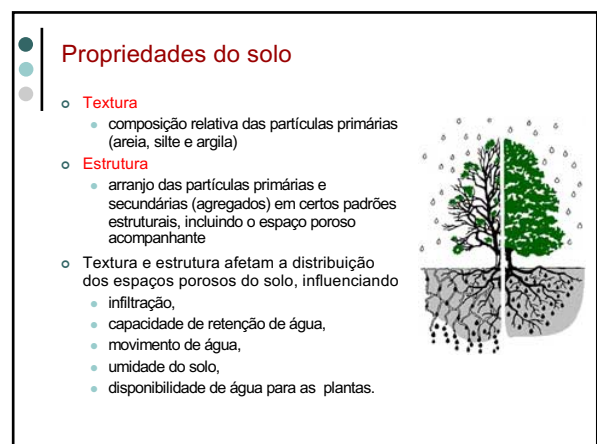 Propriedades do solo
Textura
composição relativa das partículas primárias
(areia, silte e argila)
Estrutura
arranjo das partículas primárias e
secundárias (agregados) em certos padrões
estruturais, incluindo o espaço poroso
acompanhante
Textura e estrutura afetam a distribuição
dos espaços porosos do solo, influenciando
infiltração,
capacidade de retenção de água,
movimento de água,
umidade do solo,
disponibilidade de água para as plantas.